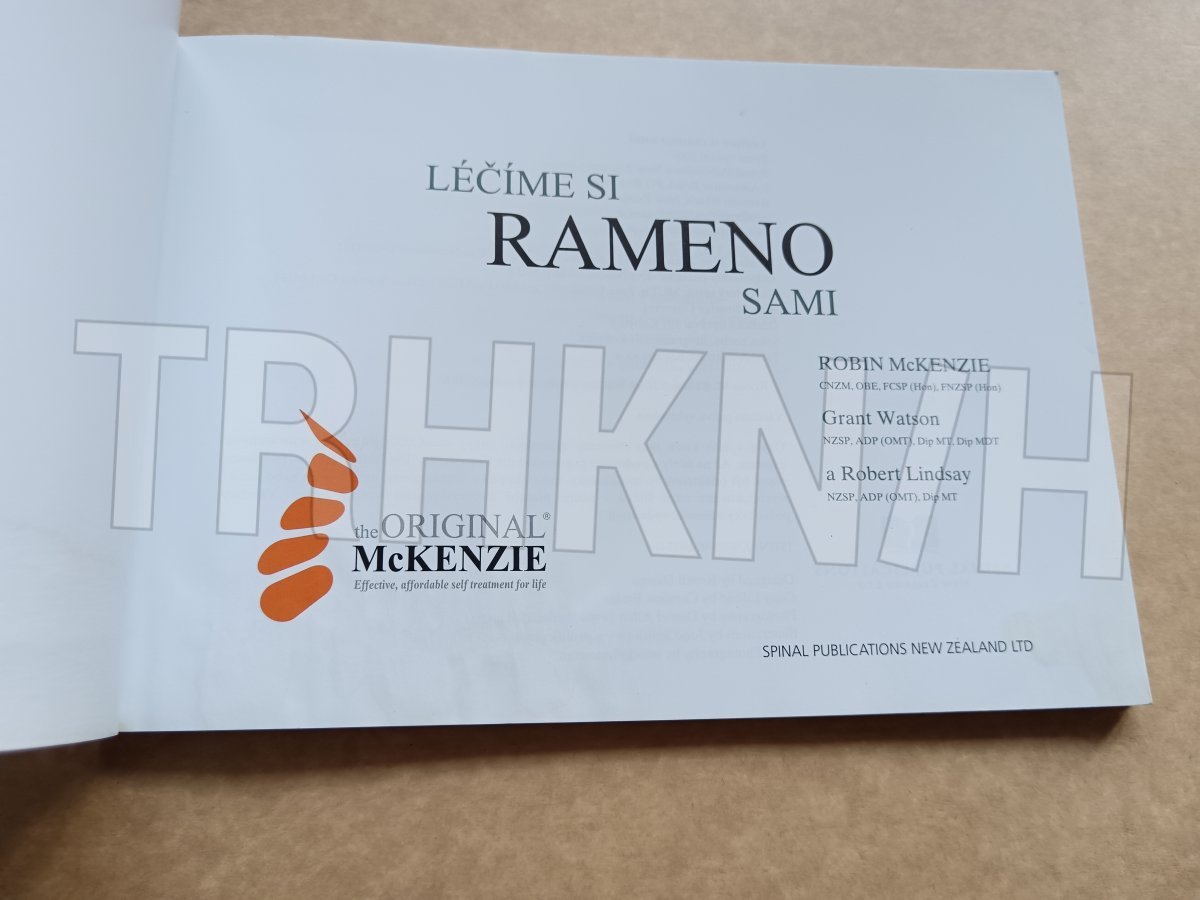 LÉČÍME SI
RAMENO
SAMI
ROBIN McKENZIE
CNZM, OBE, FCSP (Hon), FNZSP (Hon)
Grant Watson
NZSP, ADP (OMT), Dip MT, Dip MDT
a Robert Lindsay
NZSP, ADP (OMT), Dip MT
TRHKNIH
the ORIGINAL®
McKENZIE
Effective, affordable self treatment for life
SPINAL PUBLICATIONS NEW ZEALAND LTD